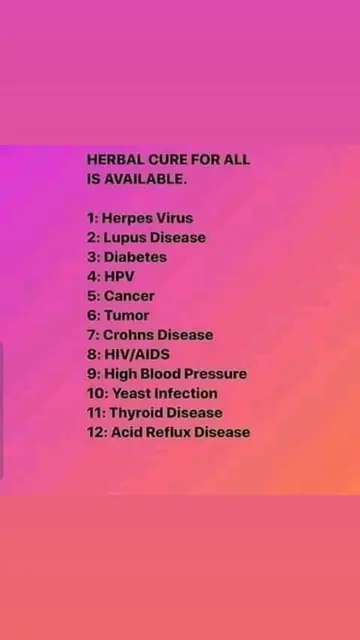 HERBAL CURE FOR ALL
IS AVAILABLE.
1: Herpes Virus
2: Lupus Disease
3: Diabetes
4: HPV
5: Cancer
6: Tumor
7: Crohns Disease
8: HIV/AIDS
9: High Blood Pressure
10: Yeast Infection
11: Thyroid Disease
12: Acid Reflux Disease